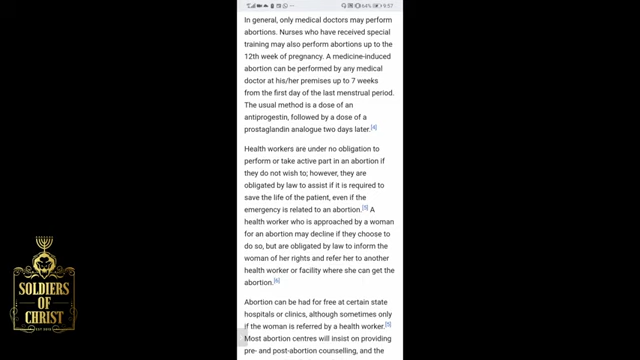 64% 9:57
In general, only medical doctors may perform
abortions. Nurses who have received special
training may also perform abortions up to the
12th week of pregnancy. A medicine-induced
abortion can be performed by any medical
doctor at his/her premises up to 7 weeks
from the first day of the last menstrual period.
The usual method is a dose of an
antiprogestin, followed by a dose of a
prostaglandin analogue two days later.[4]
Health workers are under no obligation to
perform or take active part in an abortion if
they do not wish to; however, they are
obligated by law to assist if it is required to
save the life of the patient, even if the
emergency is related to an abortion.[5] A
health worker who is approached by a woman
for an abortion may decline if they choose to
do so, but are obligated by law to inform the
woman of her rights and refer her to another
health worker or facility where she can get the
abortion.[6]
Abortion can be had for free at certain state
hospitals or clinics, although sometimes only
if the woman is referred by a health worker.[5]
Most abortion centres will insist on providing
pre- and post-abortion counselling, and the
SOLDIERS
OF
CHRIST